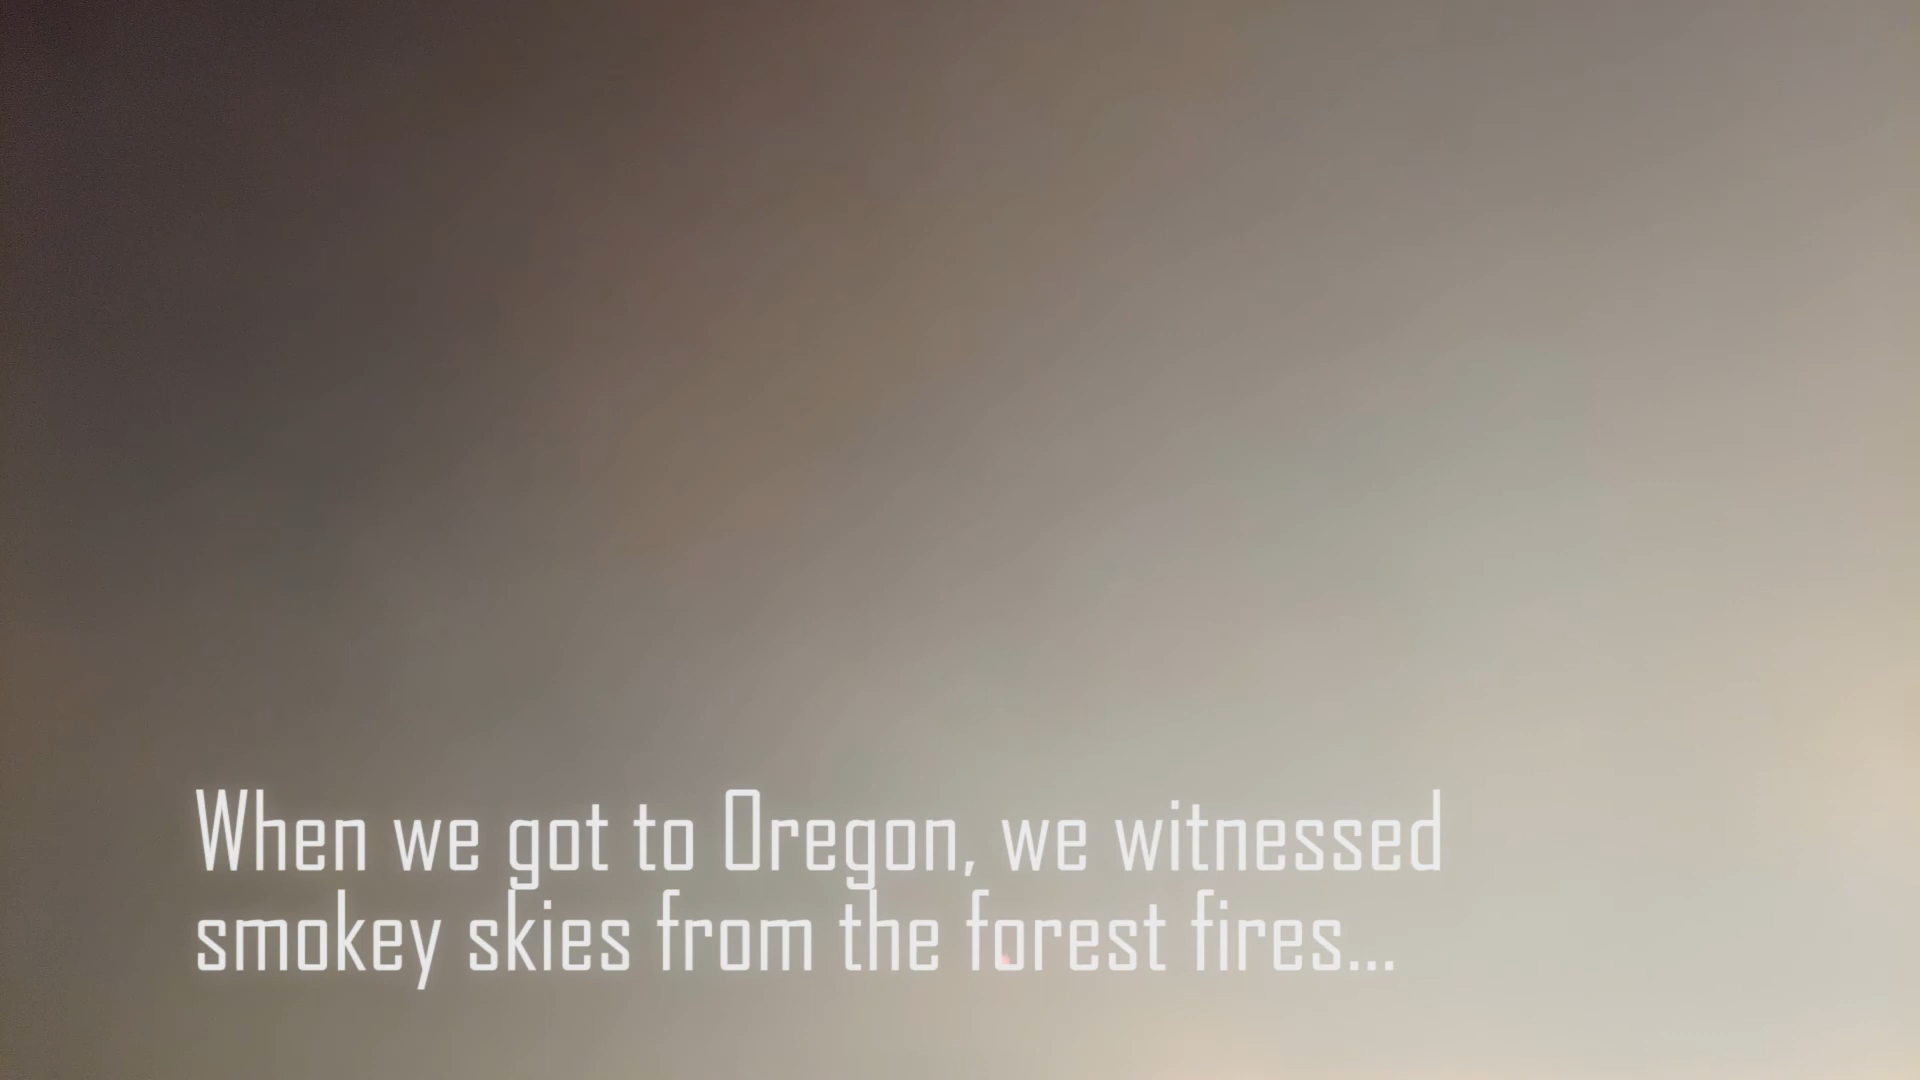 When we got to Oregon, we witnessed
smokey skies from the forest fires...